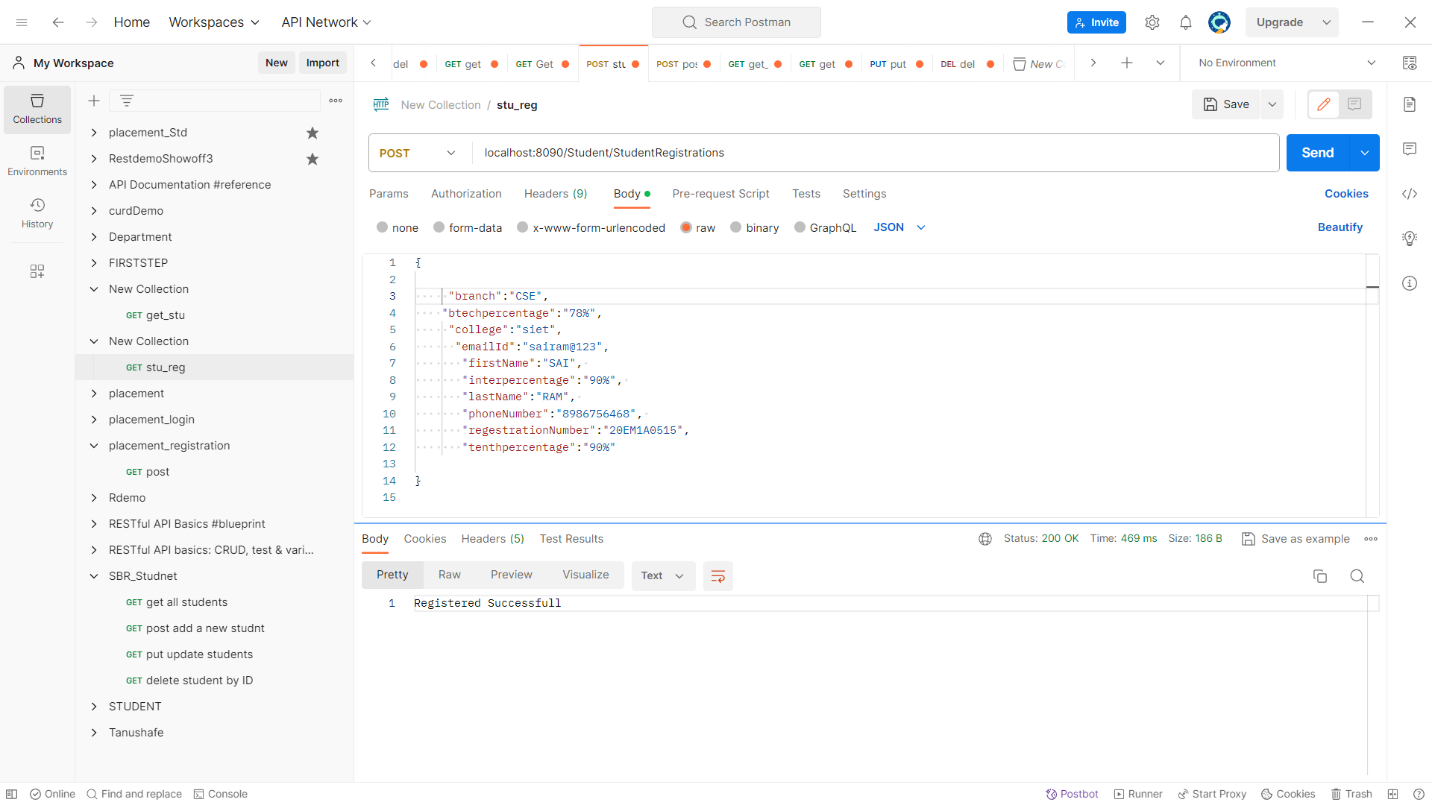 Home Workspaces API Network Search Postman Invite Upgrade
My Workspace New Import
del GET get GET Get POST stu POST pos GET get_ GET get PUT put DEL del New C No Environment
Collections
Environments
History
placement_Std
RestdemoShowoff3
API Documentation #reference
curdDemo
Department
FIRSTSTEP
New Collection
GET get_stu
New Collection
GET stu_reg
placement
placement_login
placement_registration
GET post
Rdemo
RESTful API Basics #blueprint
RESTful API basics: CRUD, test & vari...
SBR_Studnet
GET get all students
GET post add a new studnt
GET put update students
GET delete student by ID
STUDENT
Tanushafe
HTTP New Collection / stu_reg Save
POST localhost:8090/Student/StudentRegistrations Send
Params Authorization Headers (9) Body Pre-request Script Tests Settings Cookies
none form-data x-www-form-urlencoded raw binary GraphQL JSON Beautify
1 {
2
3 "branch":"CSE",
4 "btechpercentage":"78%",
5 "college":"siet",
6 "emailId":"sairam@123",
7 "firstName":"SAI",
8 "interpercentage":"90%",
9 "lastName":"RAM",
10 "phoneNumber":"8986756468",
11 "regestrationNumber":"20EM1A0515",
12 "tenthpercentage":"90%"
13
14 }
15
Body Cookies Headers (5) Test Results Status: 200 OK Time: 469 ms Size: 186 B Save as example
Pretty Raw Preview Visualize Text
1 Registered Successfull
Online Find and replace Console Postbot Runner Start Proxy Cookies Trash